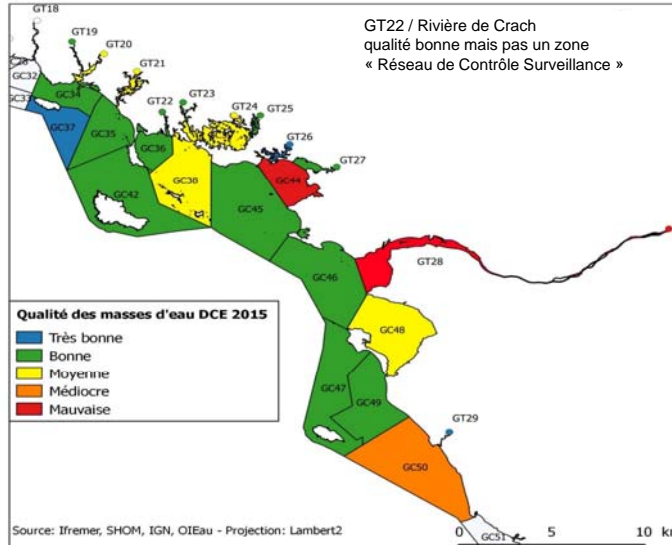 GT18
GT19
GT20
GT21
GT22
GT23
GT24
GT25
GT26
GT27
GT22 / Rivière de Crach
qualité bonne mais pas un zone
« Réseau de Contrôle Surveillance »
GC32
GC34
GC37
GC35
GC36
GC38
GC44
GC42
GC45
GC46
GT28
GC48
GC47
GC49
GT29
GC50
GC51
Qualité des masses d'eau DCE 2015
Très bonne
Bonne
Moyenne
Médiocre
Mauvaise
Source: Ifremer, SHOM, IGN, OIEau - Projection: Lambert2
0 5 10